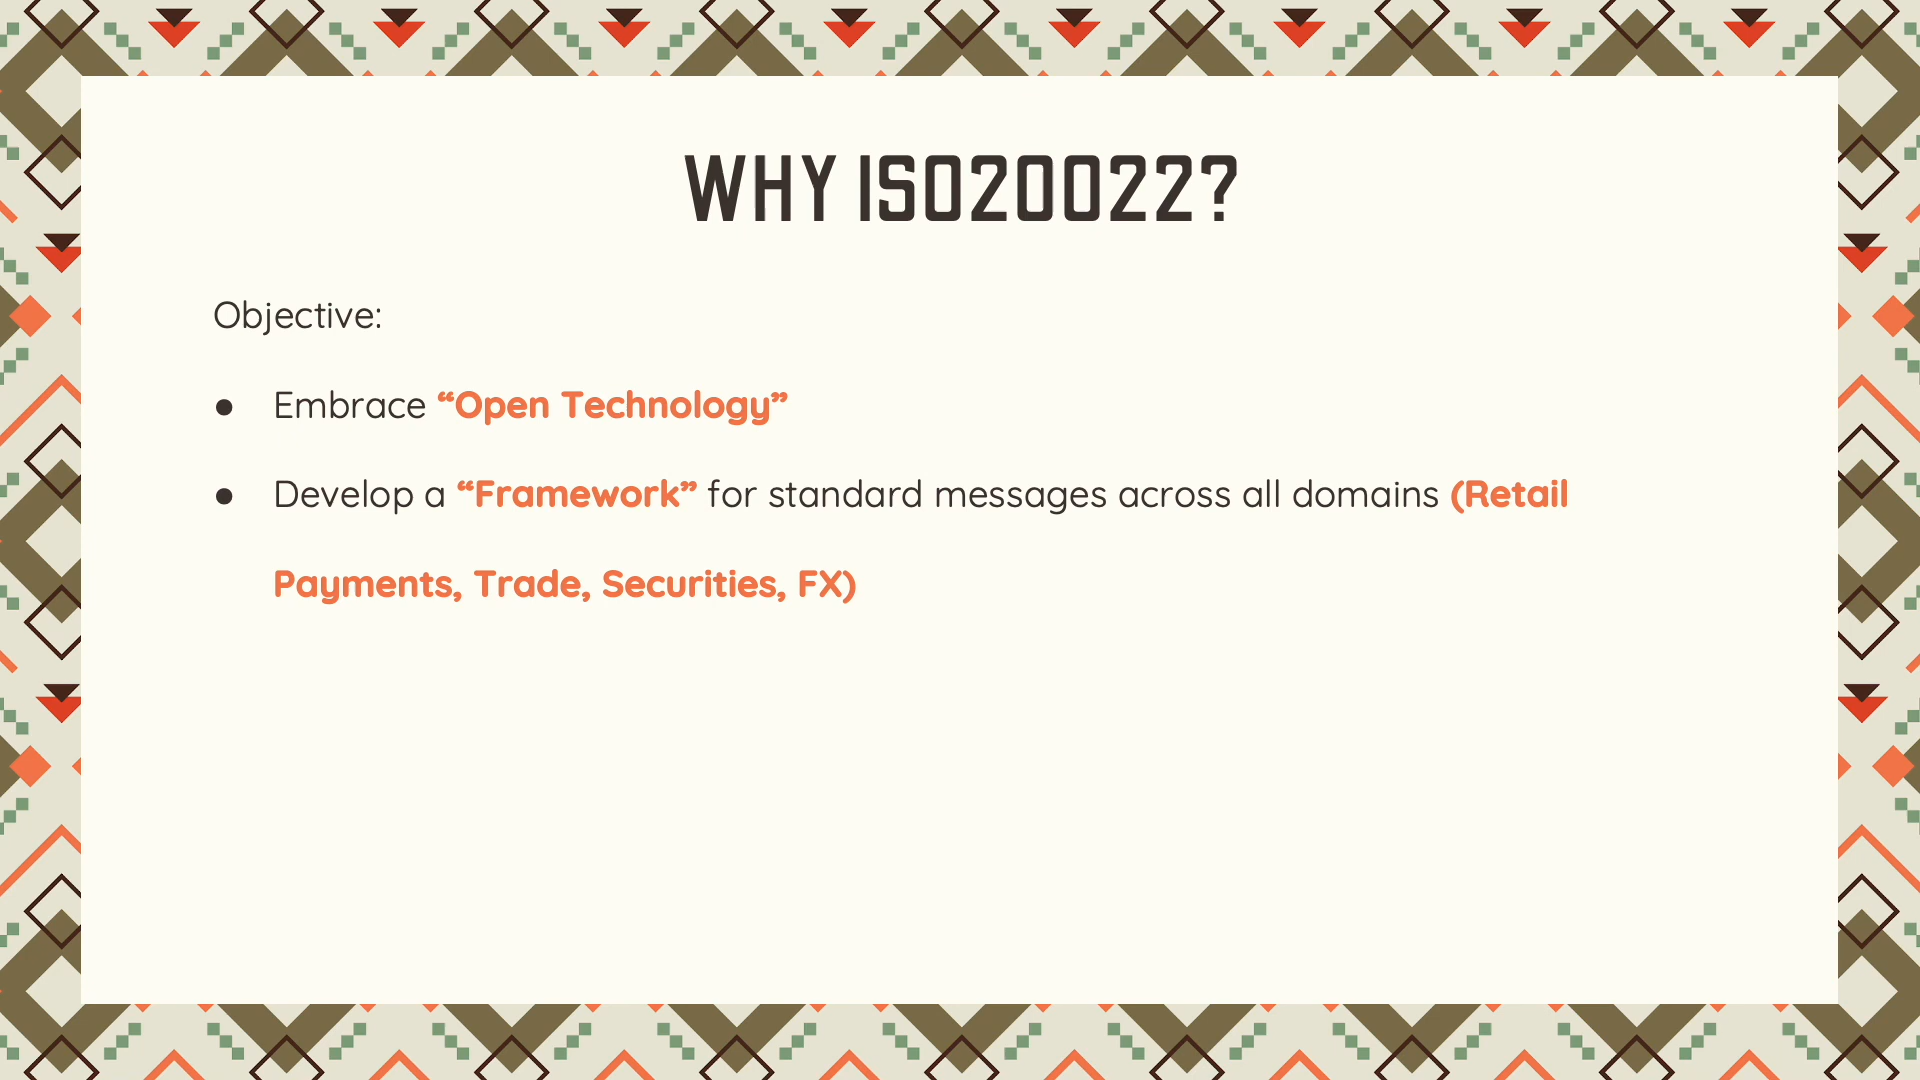 WHY ISO20022?
Objective:
● Embrace “Open Technology”
● Develop a “Framework” for standard messages across all domains (Retail
Payments, Trade, Securities, FX)